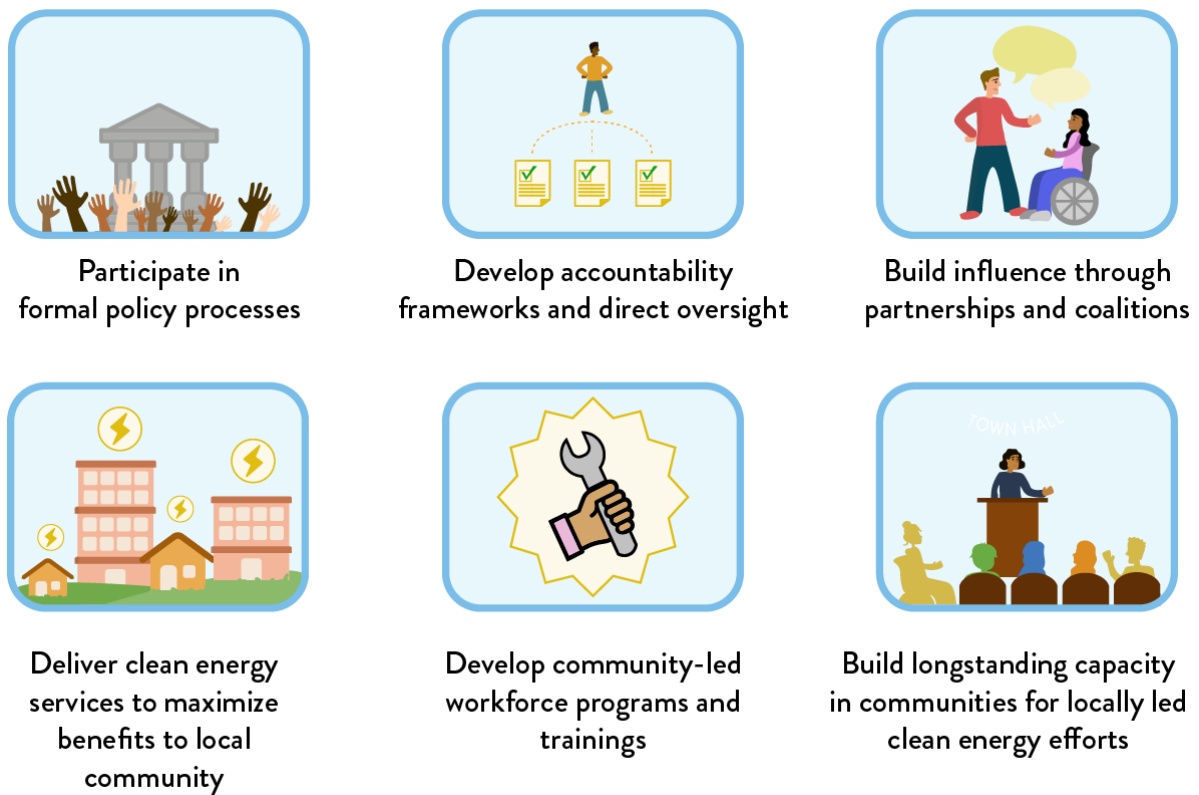 Participate in
formal policy processes
Develop accountability
frameworks and direct oversight
Build influence through
partnerships and coalitions
TOWN HALL
Deliver clean energy
services to maximize
benefits to local
community
Develop community-led
workforce programs and
trainings
Build longstanding capacity
in communities for locally led
clean energy efforts